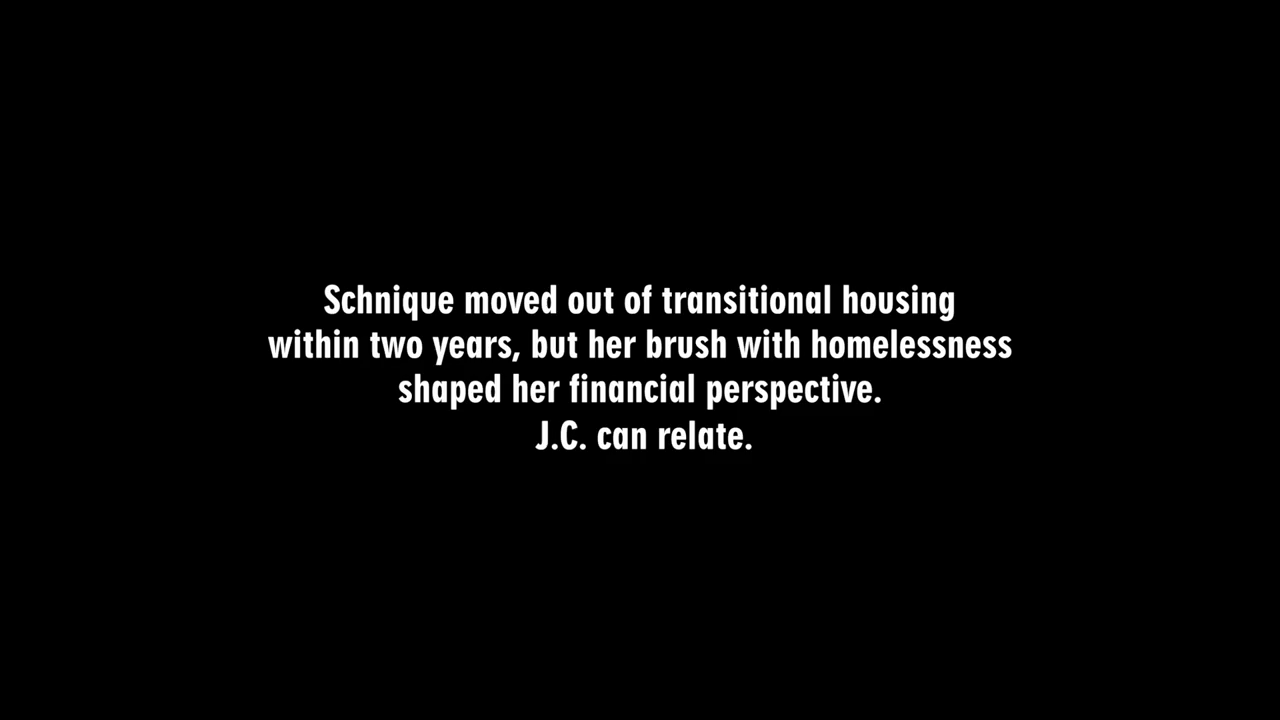 Schnique moved out of transitional housing
within two years, but her brush with homelessness
shaped her financial perspective.
J.C. can relate.